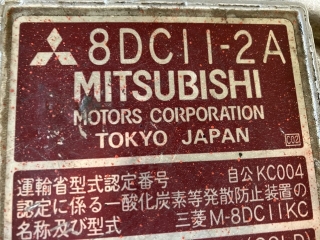 8DC11-2A
MITSUBISHI
MOTORS CORPORATION
TOKYO JAPAN
運輸省型式認定番号 自公KC004
認定に係る一酸化炭素等発散防止装置の
名称及び型式 三菱M-8DC11KC